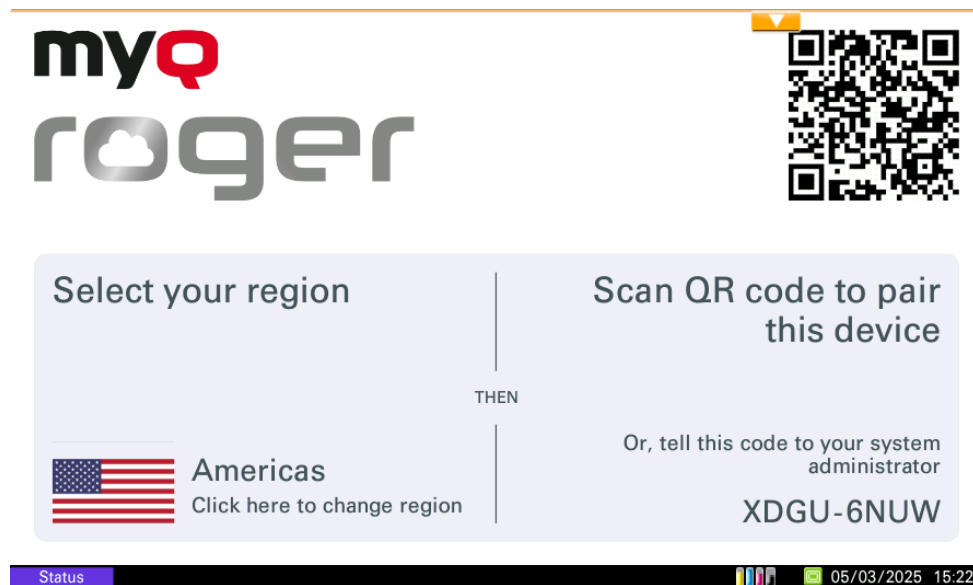 myQ
roger
Select your region
Scan QR code to pair
this device
THEN
Americas
Click here to change region
Or, tell this code to your system
administrator
XDGU-6NUW
Status
05/03/2025 15:22